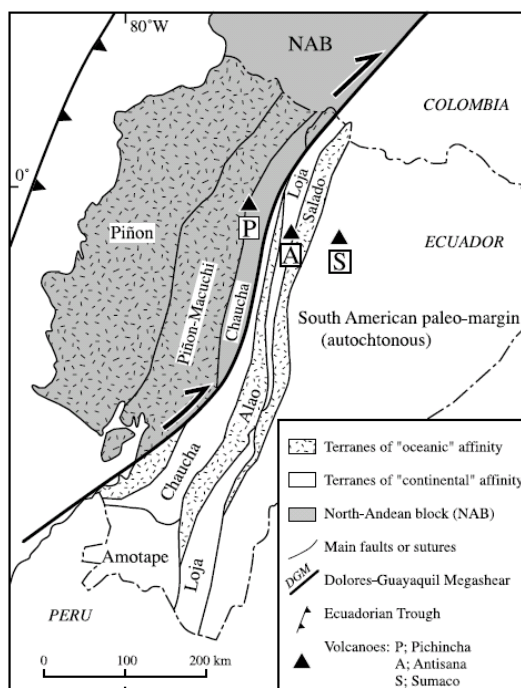 80˚W
NAB
COLOMBIA
0˚
Loja
Salado
P
A
S
Piñon
ECUADOR
Piñon-Macuchi
Chaucha
South American paleo-margin
(autochtonous)
Alao
Chaucha
Amotape
Loja
PERU
0 100 200 km
Terranes of "oceanic" affinity
Terranes of "continental" affinity
North-Andean block (NAB)
Main faults or sutures
DGM Dolores-Guayaquil Megashear
Ecuadorian Trough
Volcanoes: P; Pichincha
A; Antisana
S; Sumaco